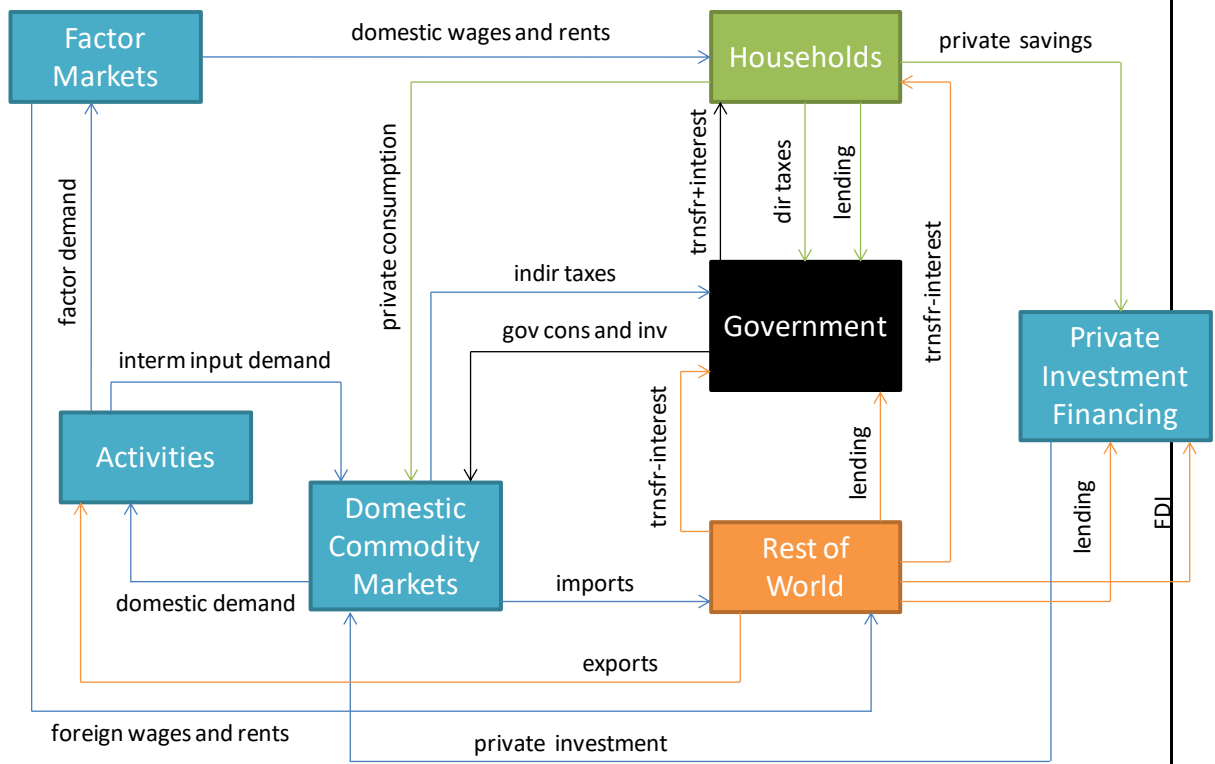 Factor
Markets
domestic wages and rents
Households
private savings
factor demand
private consumption
trnsfr+interest
dir taxes
lending
trnsfr-interest
indir taxes
Government
gov cons and inv
Private
Investment
Financing
interm input demand
Activities
trnsfr-interest
lending
lending
FDI
Domestic
Commodity
Markets
Rest of
World
imports
domestic demand
exports
foreign wages and rents
private investment